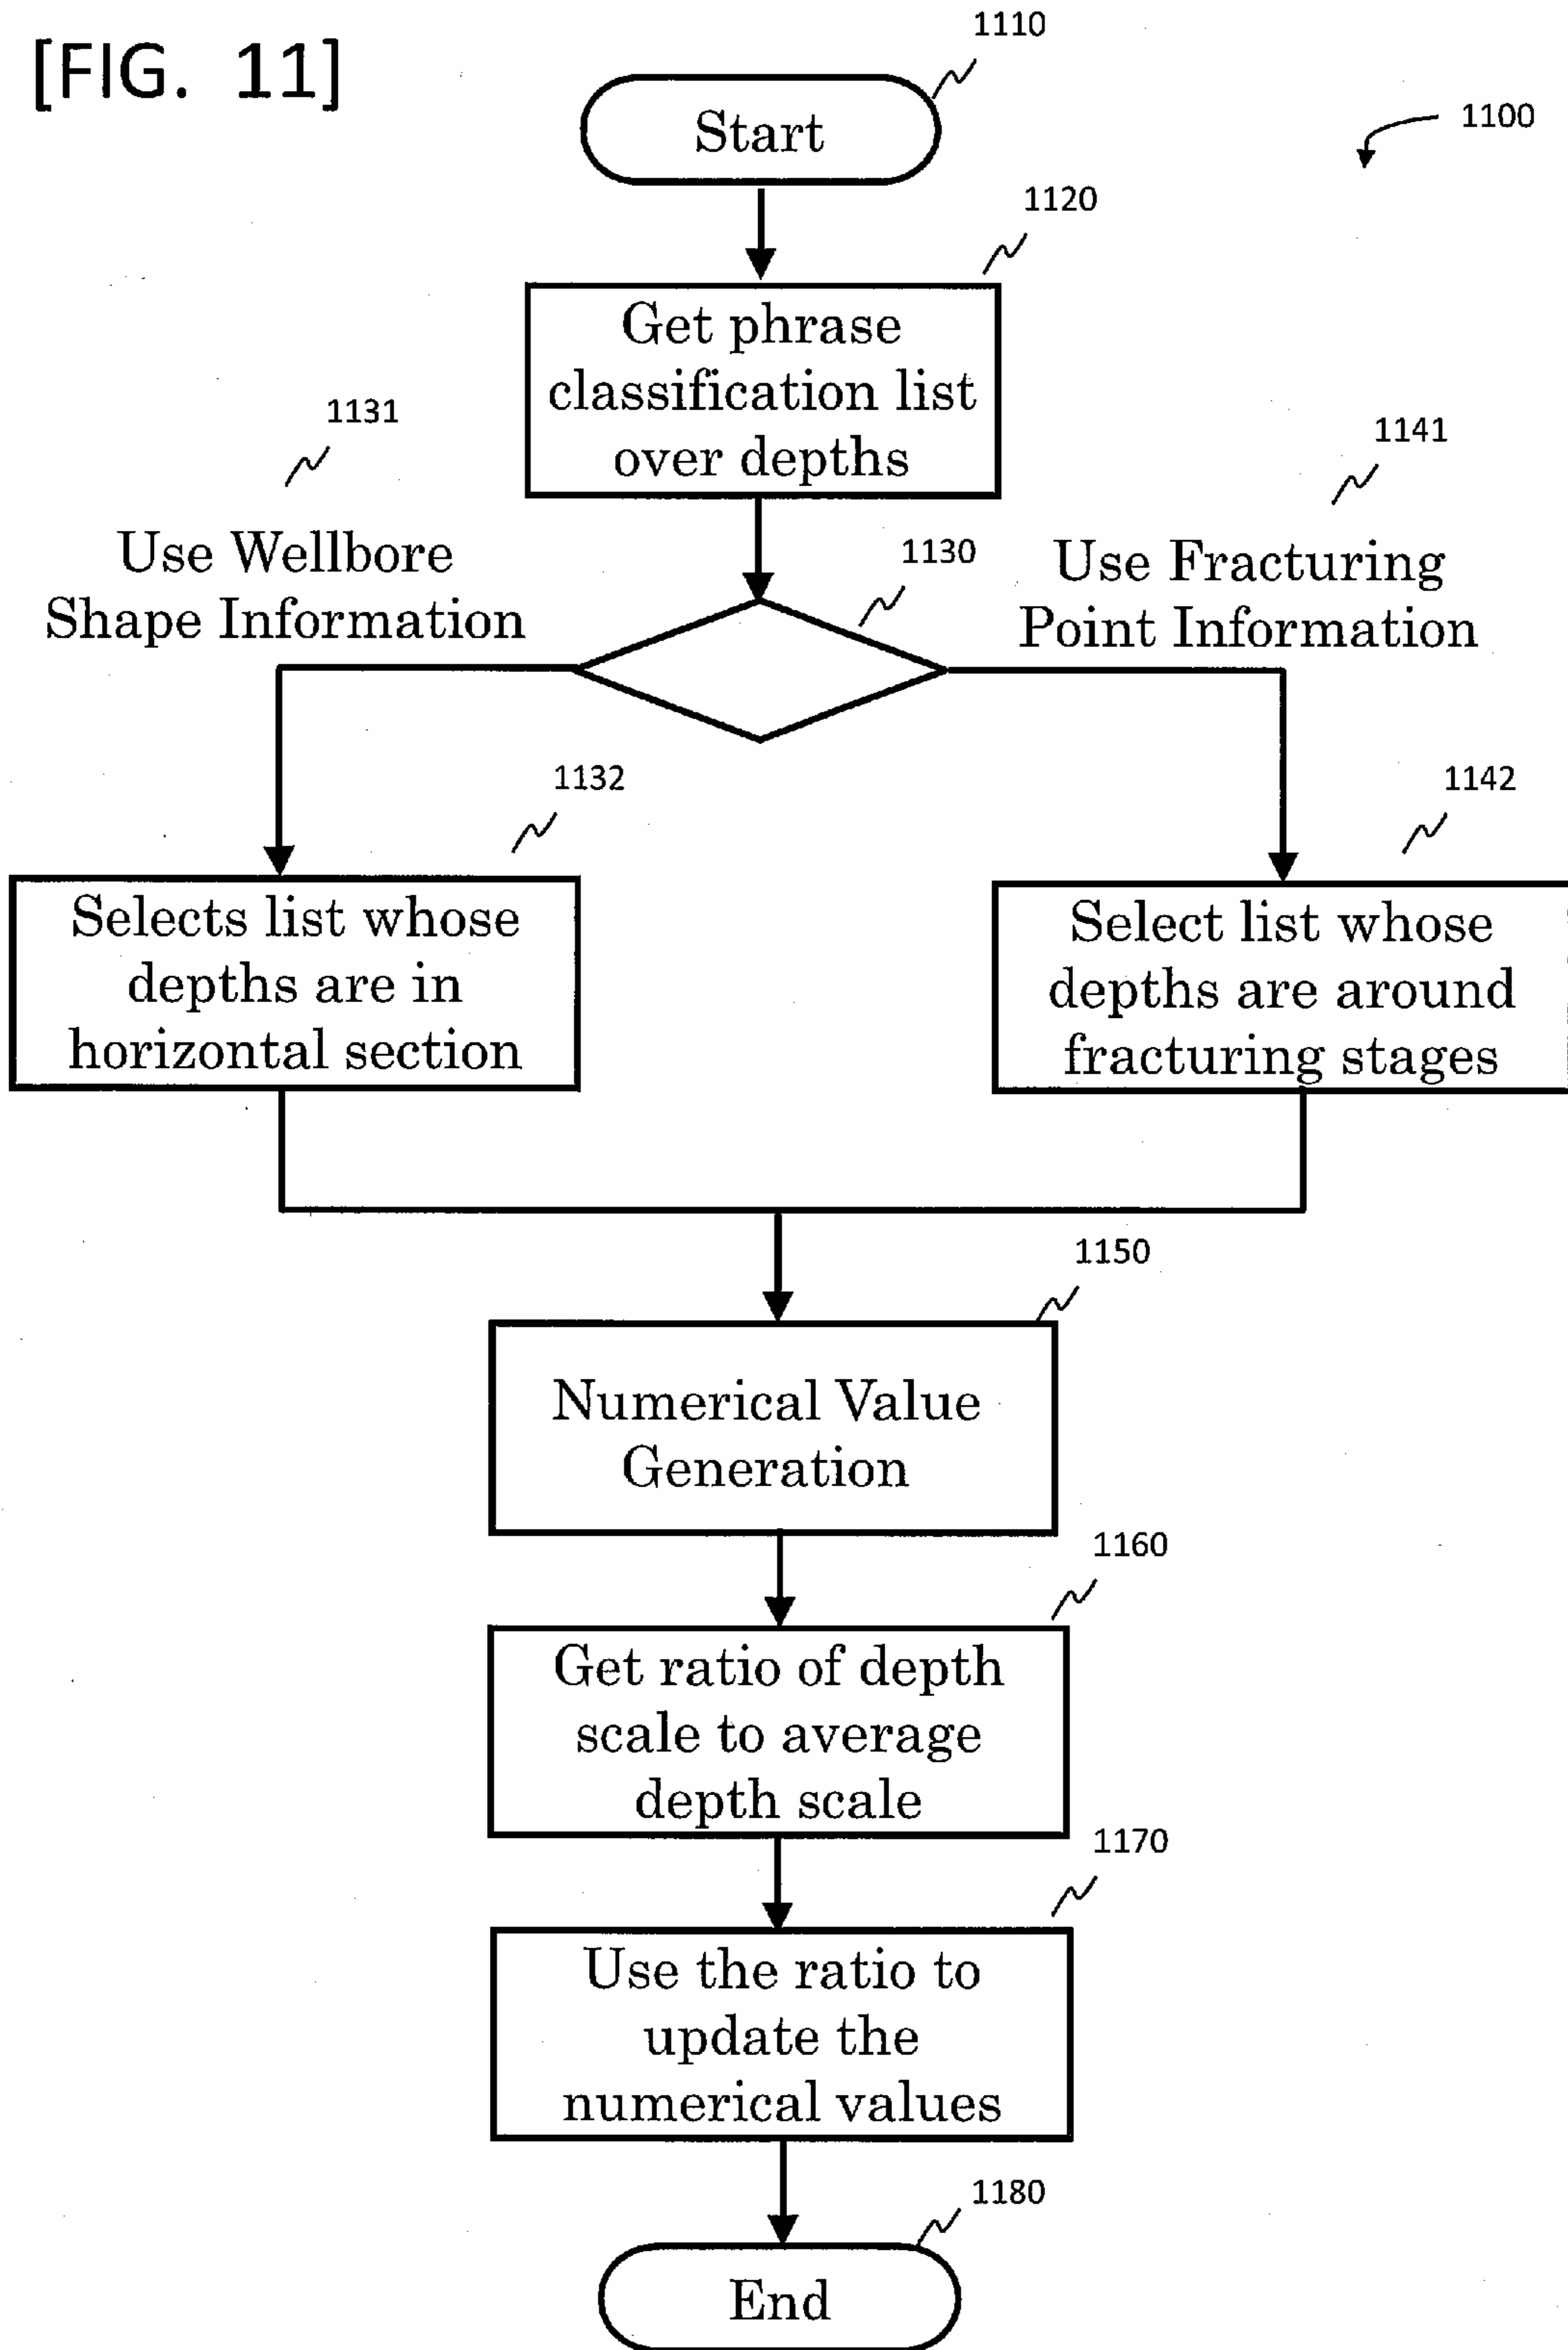 [FIG. 11]
1110
Start
1100
1120
Get phrase
classification list
over depths
1131
1141
Use Wellbore
Shape Information
1130
Use Fracturing
Point Information
1132
1142
Selects list whose
depths are in
horizontal section
Select list whose
depths are around
fracturing stages
1150
Numerical Value
Generation
1160
Get ratio of depth
scale to average
depth scale
1170
Use the ratio to
update the
numerical values
1180
End